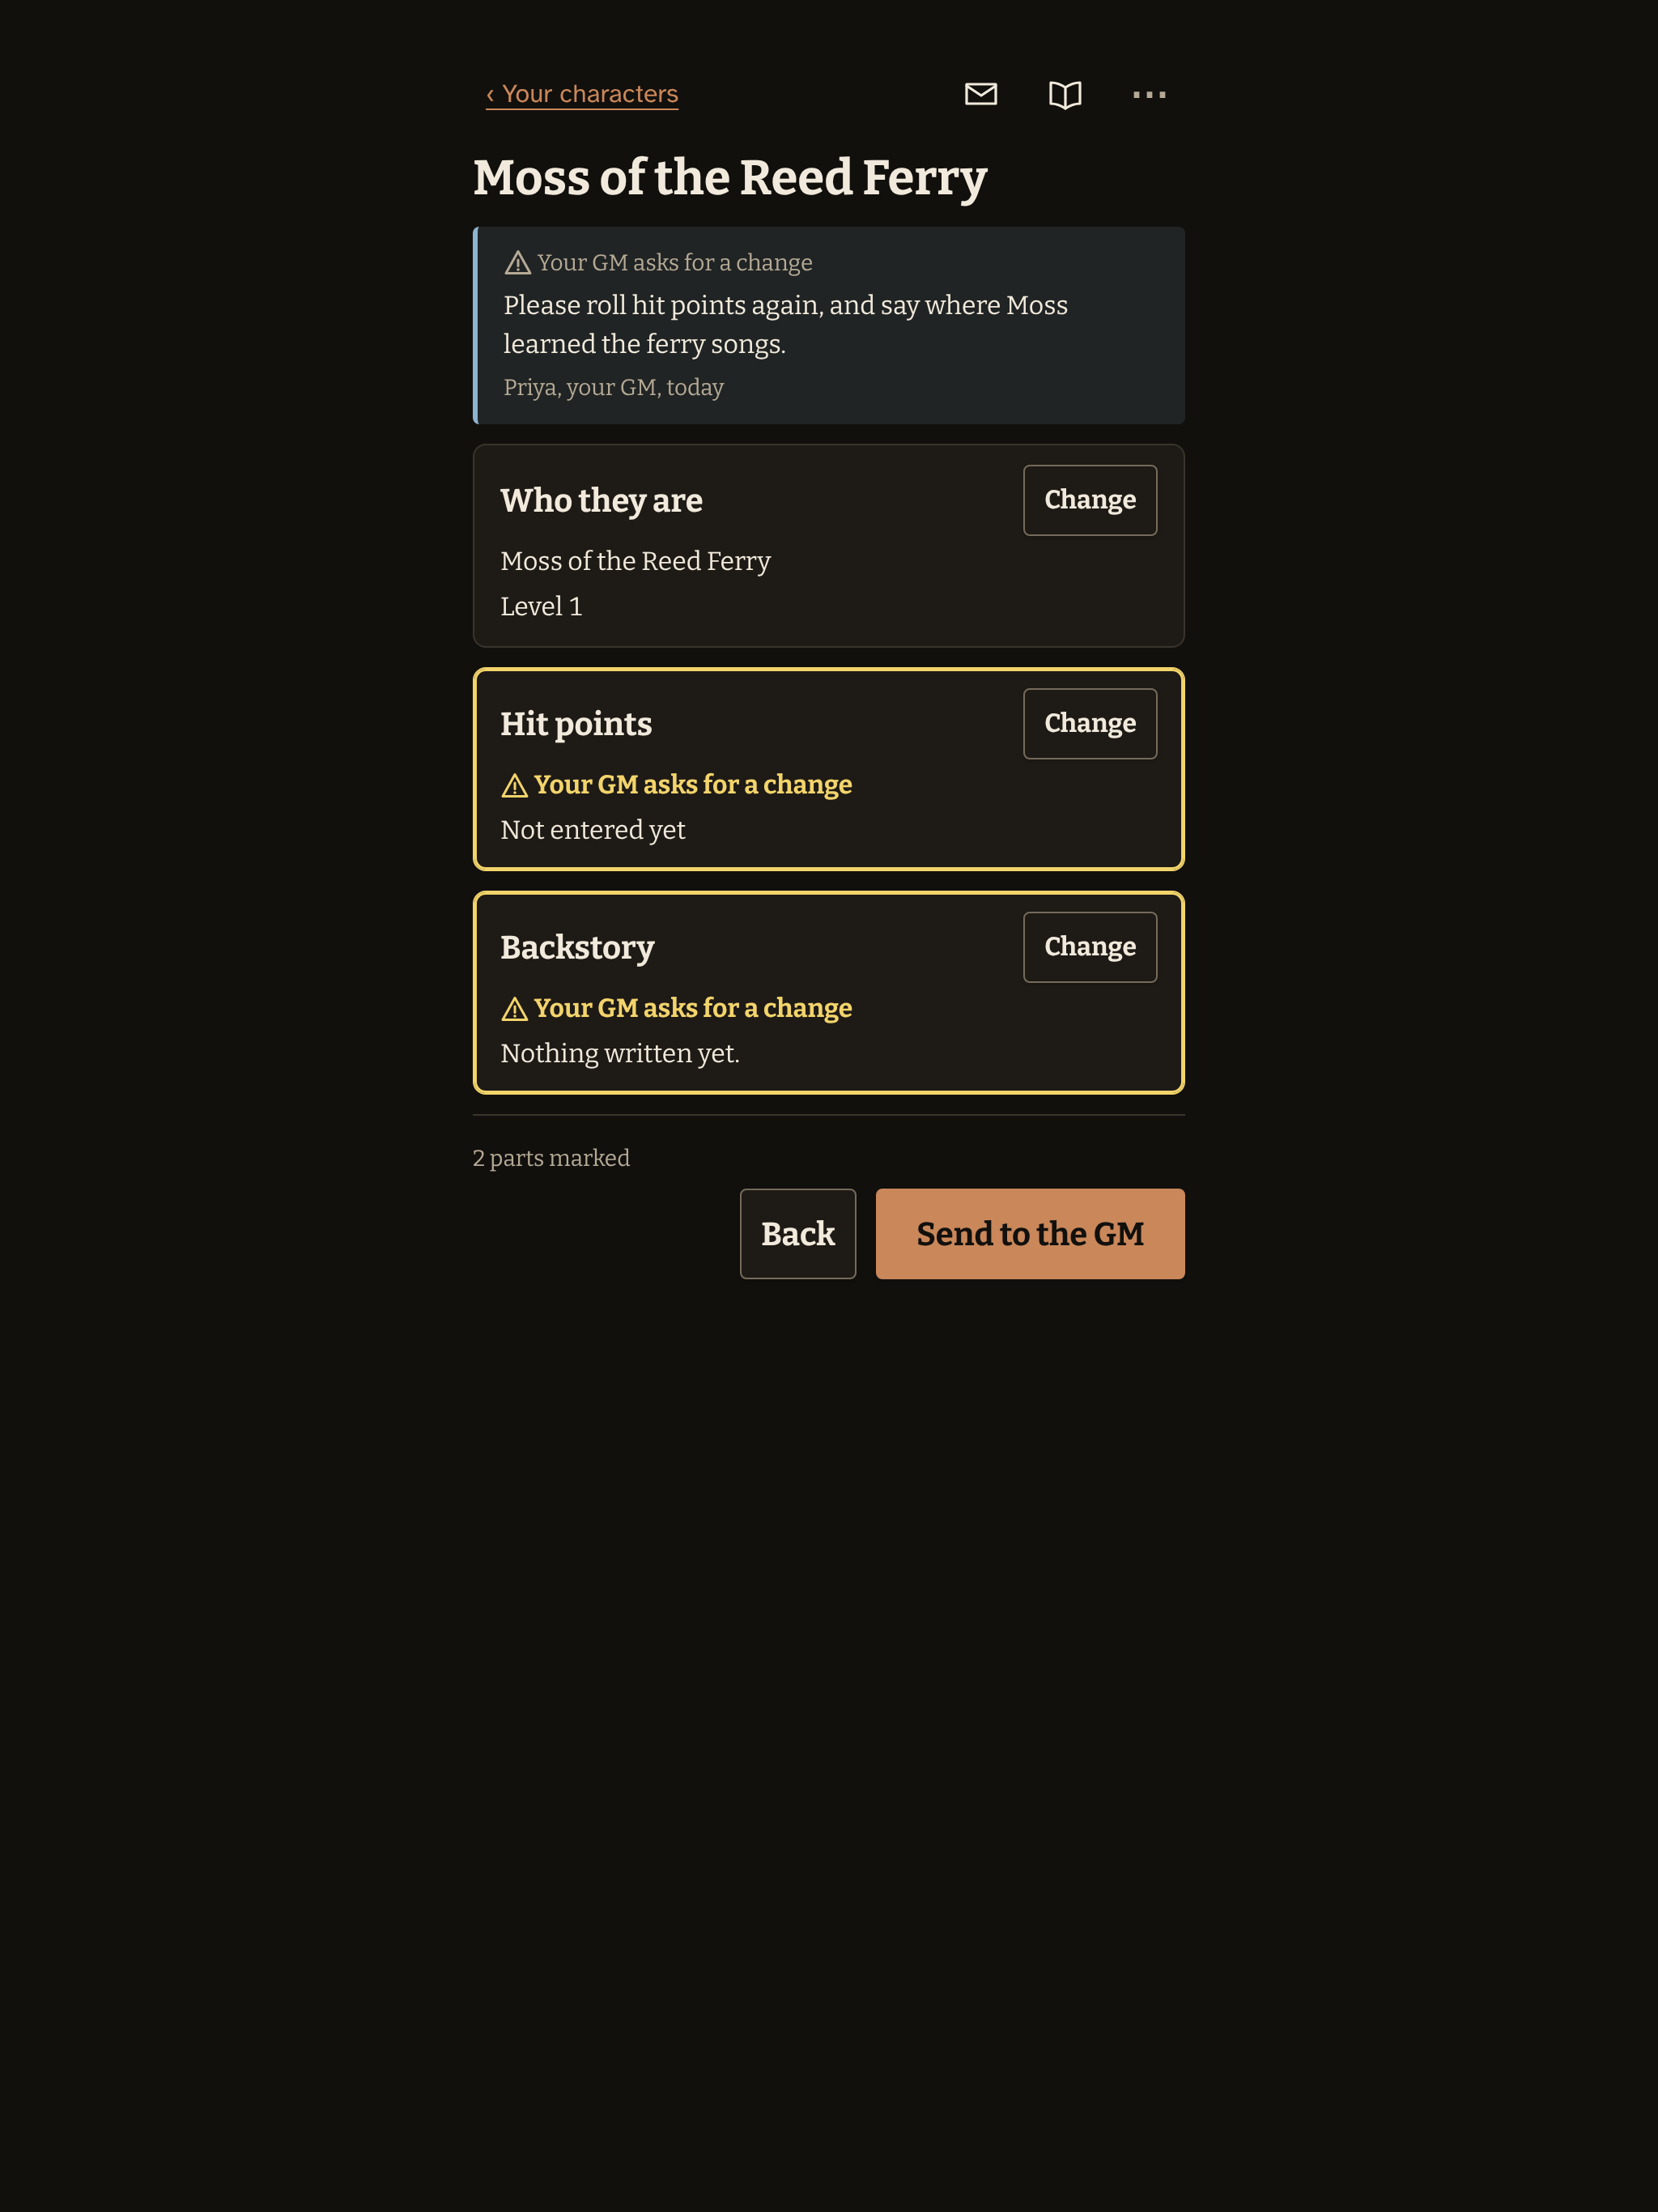 ‹ Your characters
Moss of the Reed Ferry
Your GM asks for a change
Please roll hit points again, and say where Moss
learned the ferry songs.
Priya, your GM, today
Who they are
Change
Moss of the Reed Ferry
Level 1
Hit points
Change
Your GM asks for a change
Not entered yet
Backstory
Change
Your GM asks for a change
Nothing written yet.
2 parts marked
Back
Send to the GM